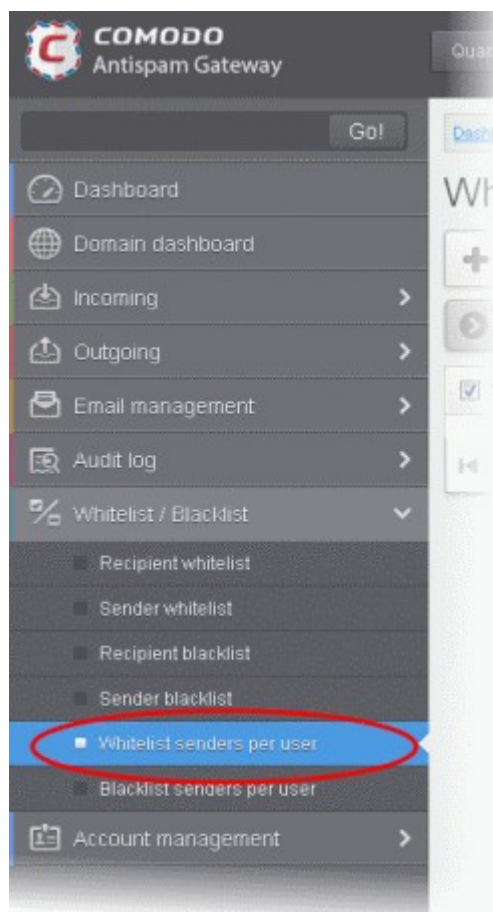 COMODO
Antispam Gateway
Go!
Dashboard
Domain dashboard
Incoming
Outgoing
Email management
Audit log
Whitelist / Blacklist
Recipient whitelist
Sender whitelist
Recipient blacklist
Sender blacklist
Whitelist senders per user
Blacklist senders per user
Account management